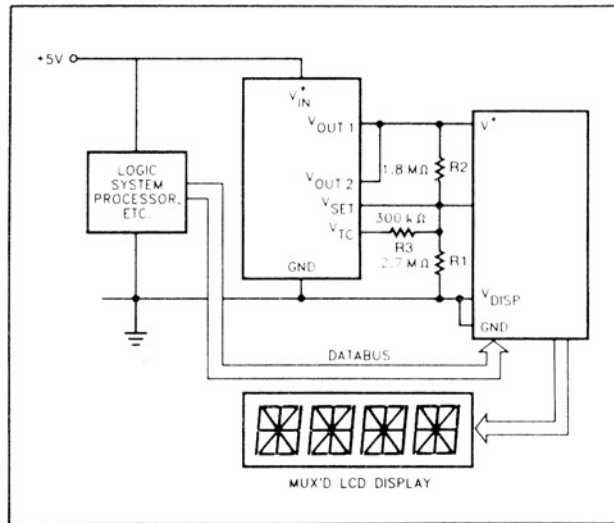 +5V
V+IN
VOUT 1
V+
LOGIC
SYSTEM
PROCESSOR,
ETC.
1.8 MΩ R2
VOUT 2
VSET
300 kΩ
VTC
R3
2.7 MΩ R1
GND
VDISP
GND
DATABUS
MUX'D LCD DISPLAY